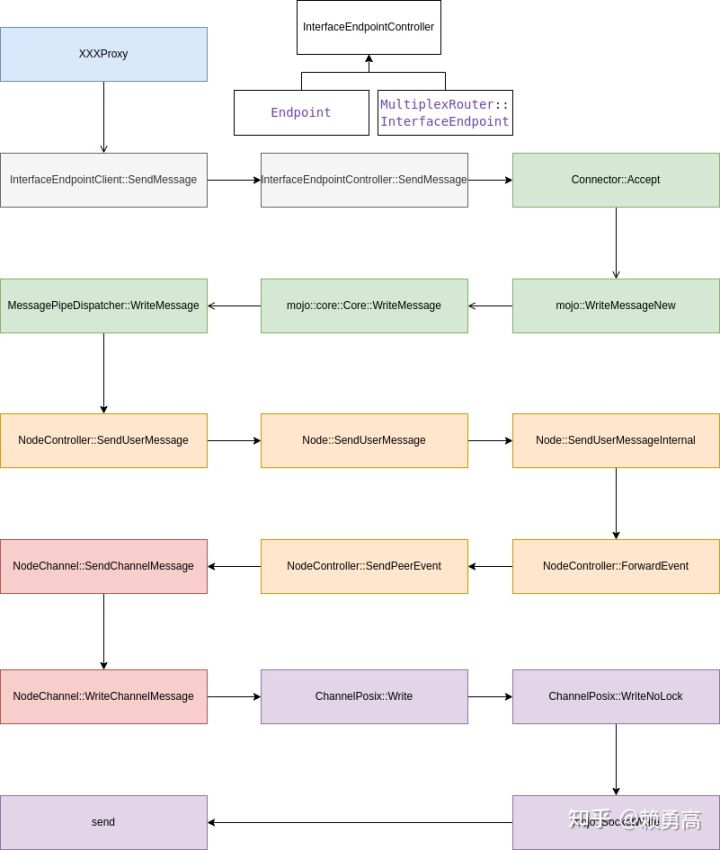 InterfaceEndpointController
XXXProxy
Endpoint
MultiplexRouter::
InterfaceEndpoint
InterfaceEndpointClient::SendMessage
InterfaceEndpointController::SendMessage
Connector::Accept
MessagePipeDispatcher::WriteMessage
mojo::core::Core::WriteMessage
mojo::WriteMessageNew
NodeController::SendUserMessage
Node::SendUserMessage
Node::SendUserMessageInternal
NodeChannel::SendChannelMessage
NodeController::SendPeerEvent
NodeController::ForwardEvent
NodeChannel::WriteChannelMessage
ChannelPosix::Write
ChannelPosix::WriteNoLock
send
mojo::SocketWrite
知乎 @赖勇高